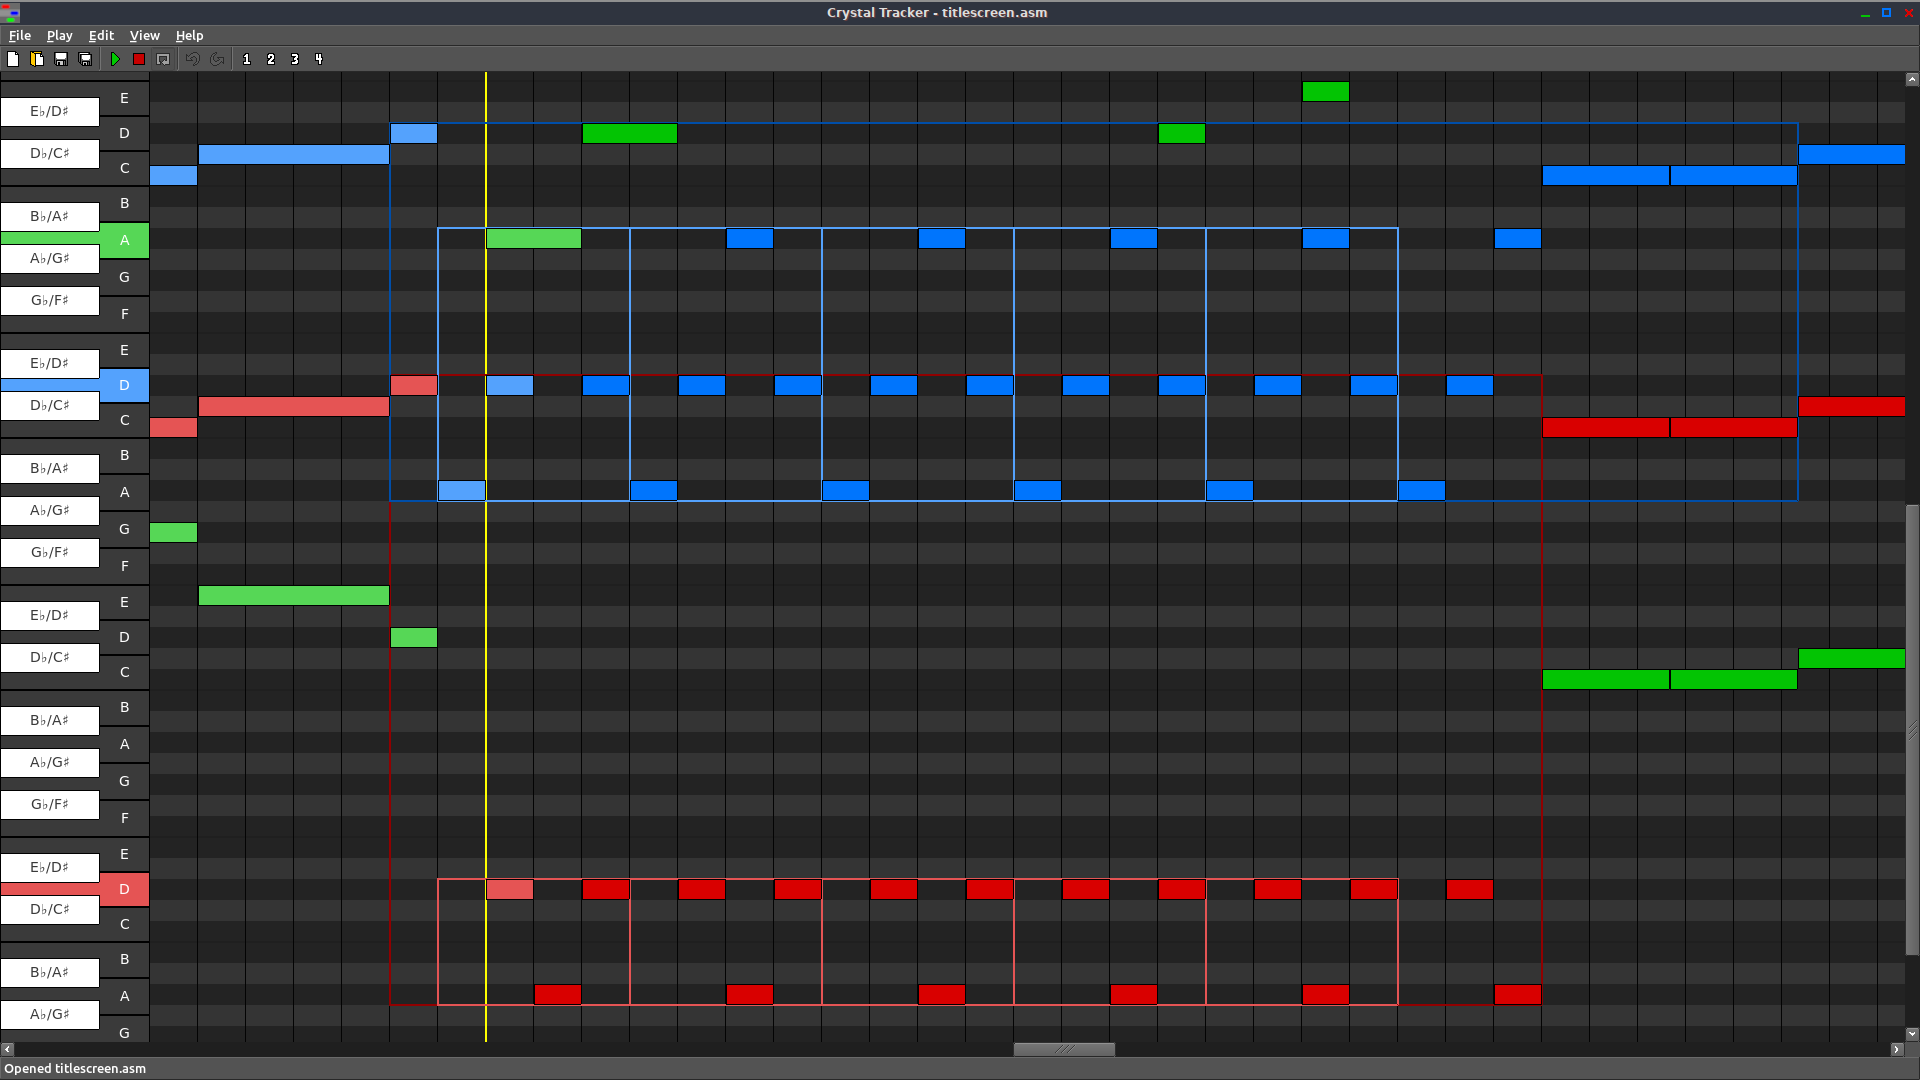 Crystal Tracker - titlescreen.asm
File Play Edit View Help
1 2 3 4
E
E♭/D♯
D
D♭/C♯
C
B
B♭/A♯
A
A♭/G♯
G
G♭/F♯
F
E
E♭/D♯
D
D♭/C♯
C
B
B♭/A♯
A
A♭/G♯
G
G♭/F♯
F
E
E♭/D♯
D
D♭/C♯
C
B
B♭/A♯
A
A♭/G♯
G
G♭/F♯
F
E
E♭/D♯
D
D♭/C♯
C
B
B♭/A♯
A
A♭/G♯
G
Opened titlescreen.asm